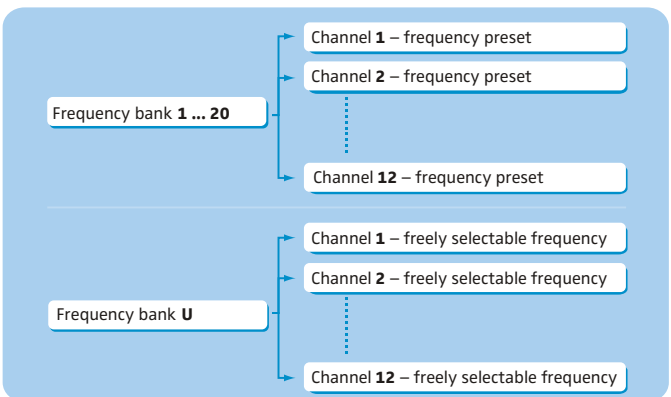 Channel 1 – frequency preset
Channel 2 – frequency preset
Frequency bank 1 ... 20
Channel 12 – frequency preset
Channel 1 – freely selectable frequency
Channel 2 – freely selectable frequency
Frequency bank U
Channel 12 – freely selectable frequency